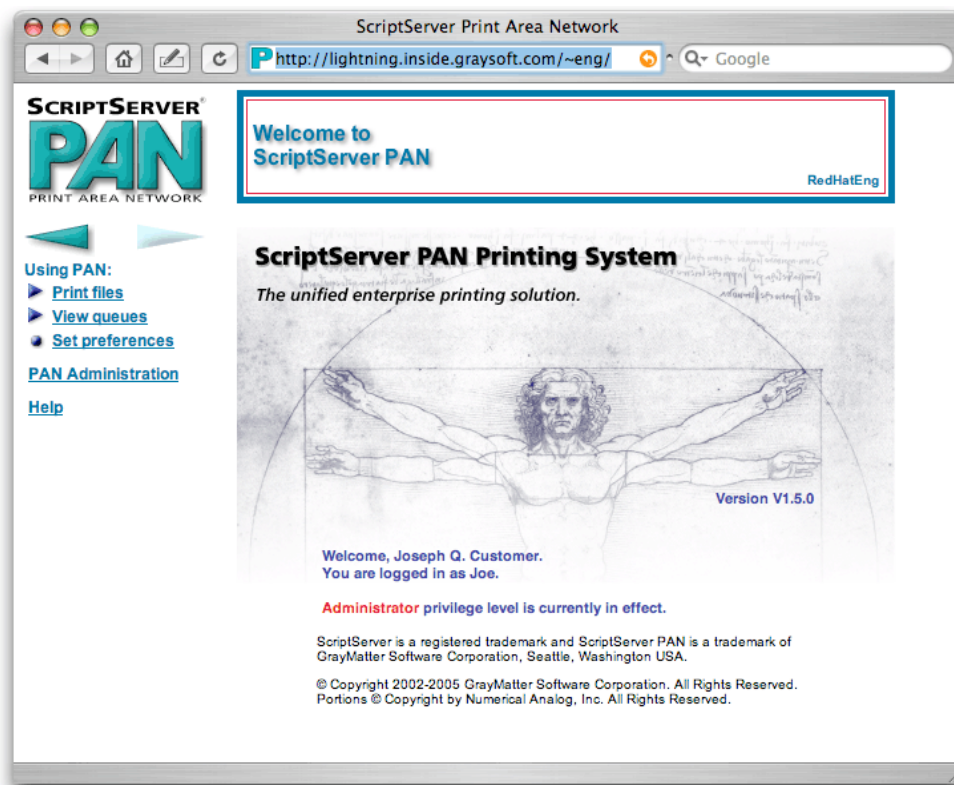 ScriptServer Print Area Network
http://lightning.inside.graysoft.com/~eng/
Google
SCRIPTSERVER®
PAN
PRINT AREA NETWORK
Welcome to
ScriptServer PAN
RedHatEng
Using PAN:
Print files
View queues
Set preferences
PAN Administration
Help
ScriptServer PAN Printing System
The unified enterprise printing solution.
Version V1.5.0
Welcome, Joseph Q. Customer.
You are logged in as Joe.
Administrator privilege level is currently in effect.
ScriptServer is a registered trademark and ScriptServer PAN is a trademark of
GrayMatter Software Corporation, Seattle, Washington USA.
© Copyright 2002-2005 GrayMatter Software Corporation. All Rights Reserved.
Portions © Copyright by Numerical Analog, Inc. All Rights Reserved.